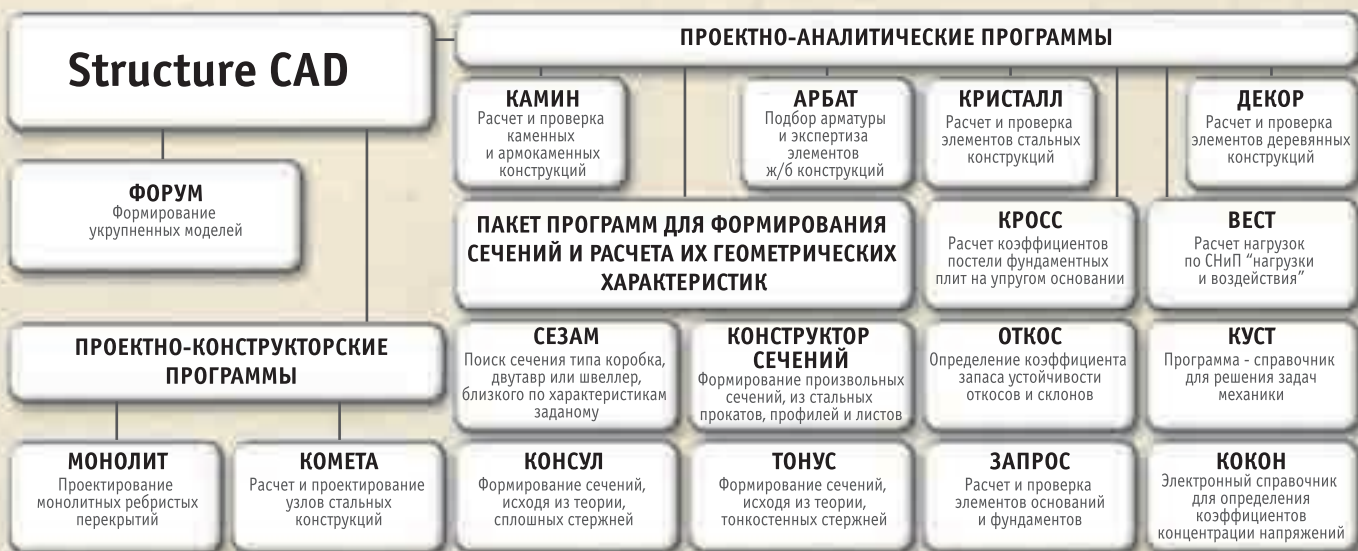 Structure CAD
ПРОЕКТНО-АНАЛИТИЧЕСКИЕ ПРОГРАММЫ
КАМИН
Расчет и проверка
каменных
и армокаменных
конструкций
АРБАТ
Подбор арматуры
и экспертиза
элементов
ж/б конструкций
КРИСТАЛЛ
Расчет и проверка
элементов стальных
конструкций
ДЕКОР
Расчет и проверка
элементов деревянных
конструкций
ФОРУМ
Формирование
укрупненных моделей
ПАКЕТ ПРОГРАММ ДЛЯ ФОРМИРОВАНИЯ
СЕЧЕНИЙ И РАСЧЕТА ИХ ГЕОМЕТРИЧЕСКИХ
ХАРАКТЕРИСТИК
КРОСС
Расчет коэффициентов
постели фундаментных
плит на упругом основании
ВЕСТ
Расчет нагрузок
по СНиП “нагрузки
и воздействия”
ПРОЕКТНО-КОНСТРУКТОРСКИЕ
ПРОГРАММЫ
СЕЗАМ
Поиск сечения типа коробка,
двутавр или швеллер,
близкого по характеристикам
заданому
КОНСТРУКТОР
СЕЧЕНИЙ
Формирование произвольных
сечений, из стальных
прокатов, профилей и листов
ОТКОС
Определение коэффициента
запаса устойчивости
откосов и склонов
КУСТ
Программа - справочник
для решения задач
механики
МОНОЛИТ
Проектирование
монолитных ребристых
перекрытий
КОМЕТА
Расчет и проектирование
узлов стальных
конструкций
КОНСУЛ
Формирование сечений,
исходя из теории,
сплошных стержней
ТОНУС
Формирование сечений,
исходя из теории,
тонкостенных стержней
ЗАПРОС
Расчет и проверка
элементов оснований
и фундаментов
КОКОН
Электронный справочник
для определения
коэффициентов
концентрации напряжений